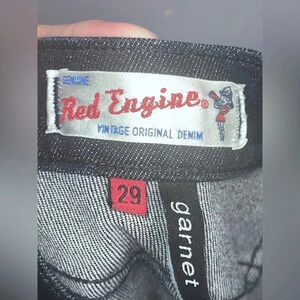 GENUINE
Red Engine®
VINTAGE ORIGINAL DENIM
29
garnet